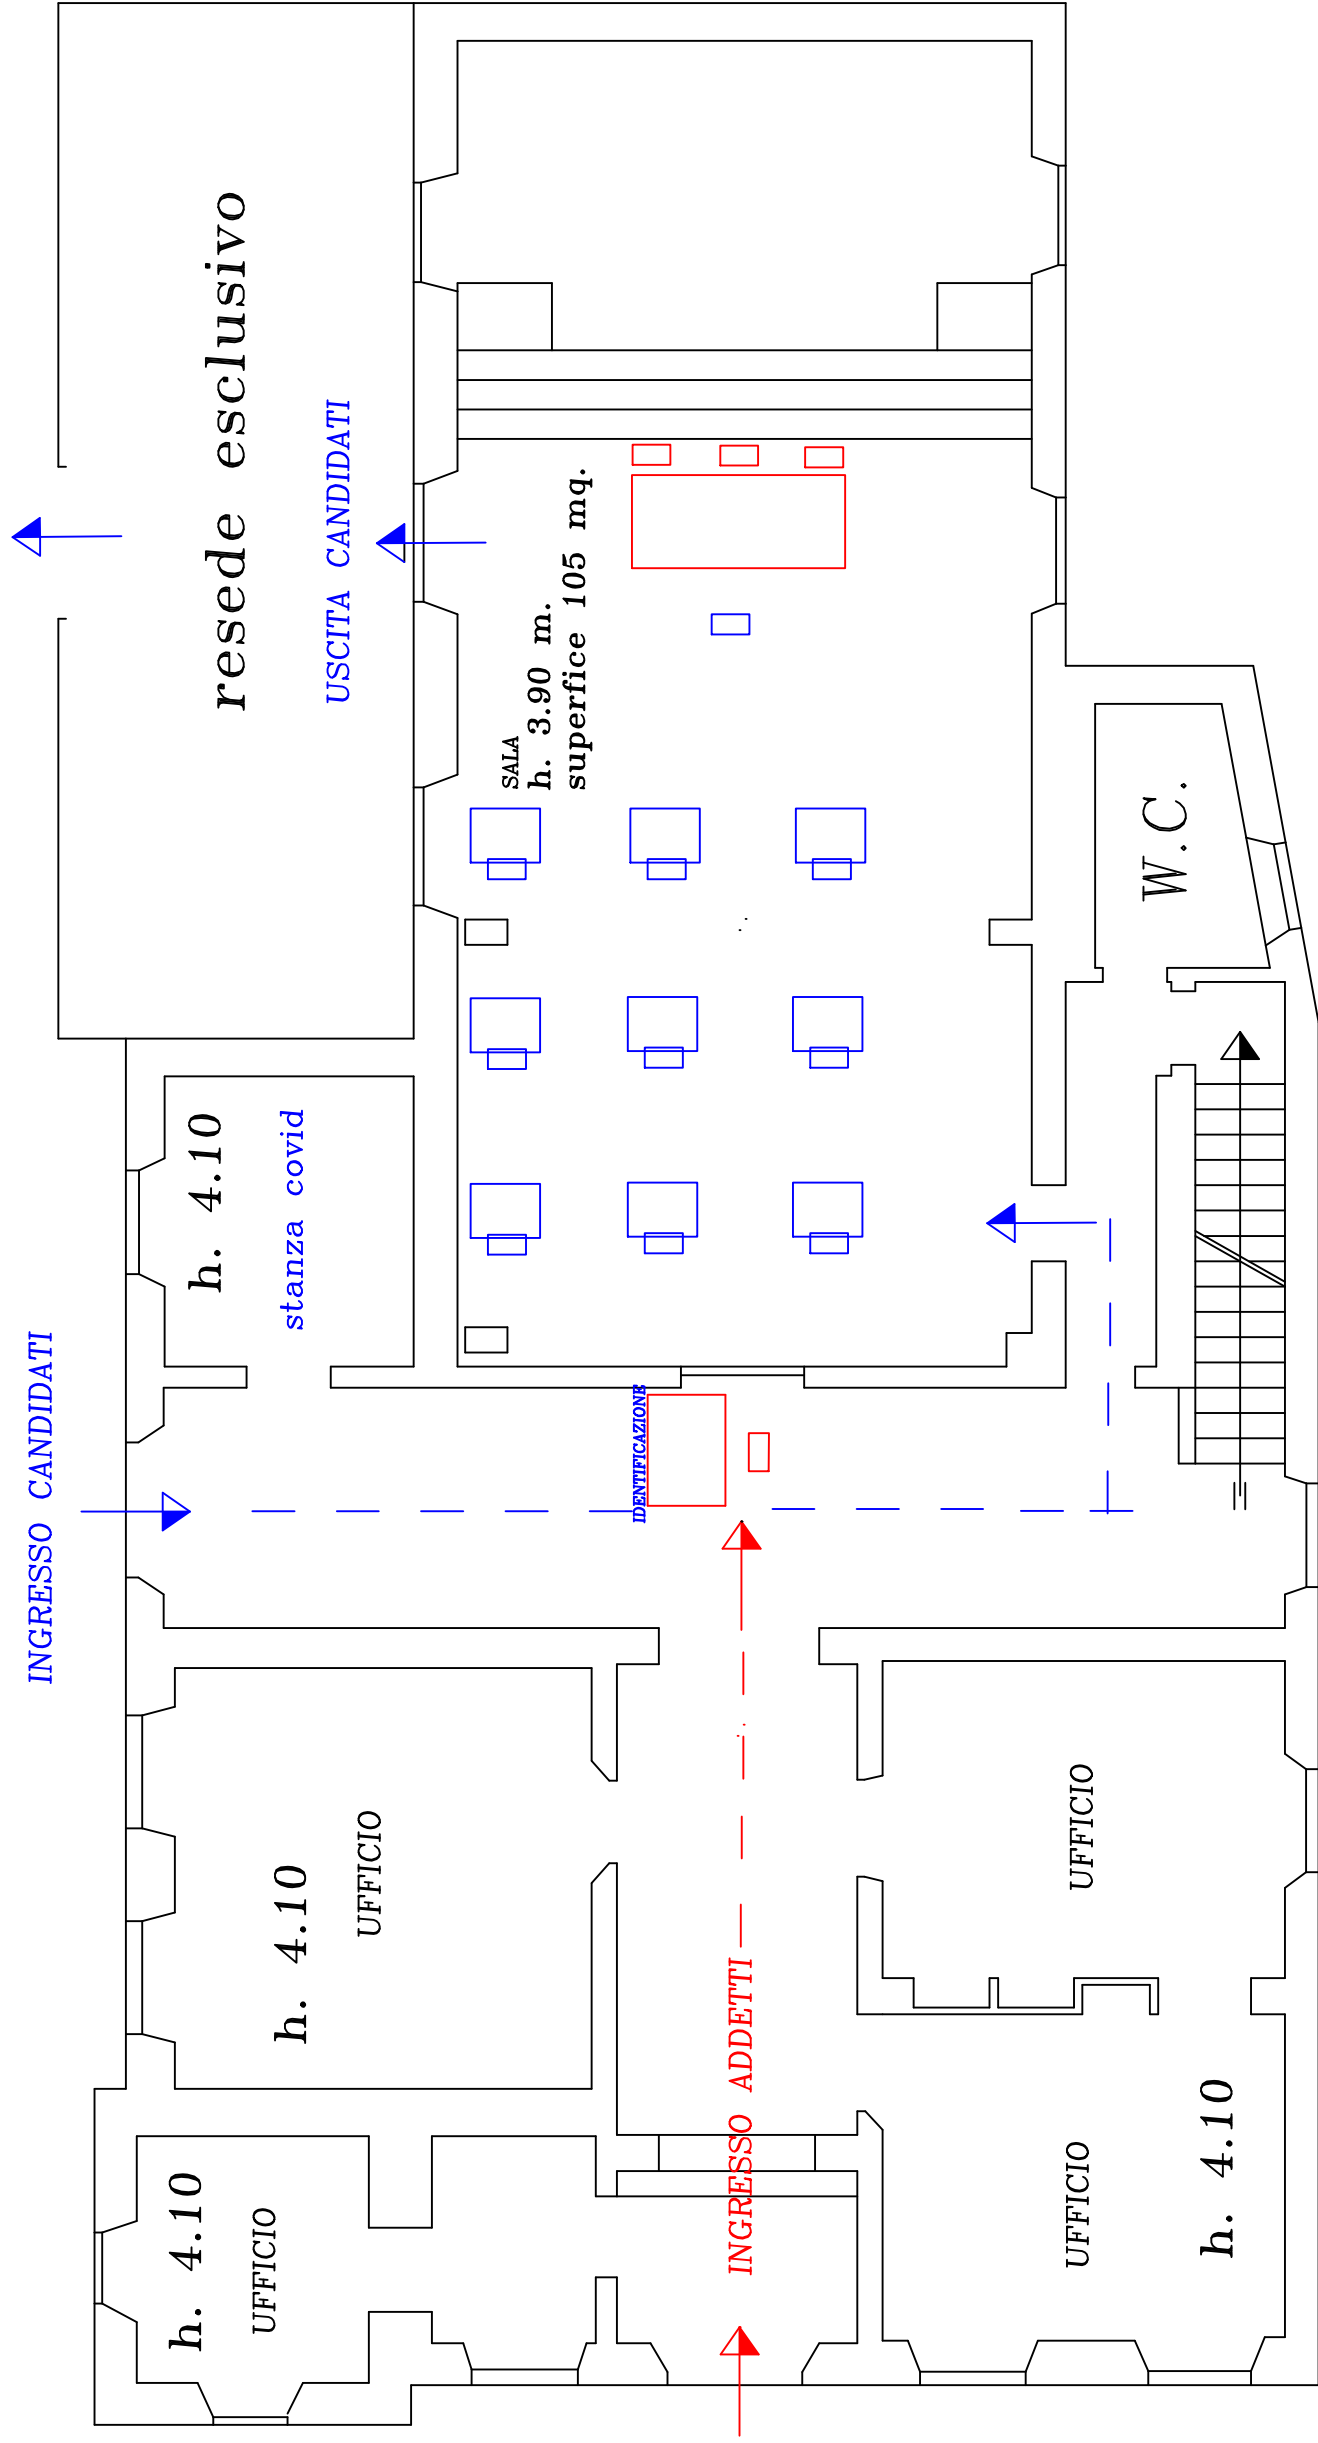 resede esclusivo
USCITA CANDIDATI
SALA
h. 3.90 m.
superfice 105 mq.
W.C.
h. 4.10
stanza covid
INGRESSO CANDIDATI
IDENTIFICAZIONE
h. 4.10
UFFICIO
UFFICIO
INGRESSO ADDETTI
h. 4.10
UFFICIO
UFFICIO
h. 4.10